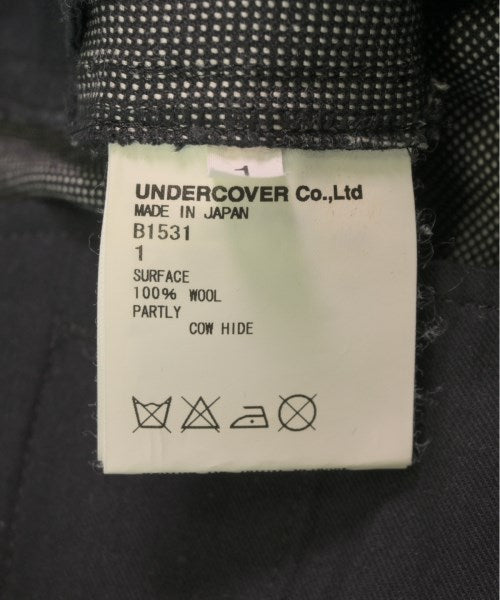 1
UNDERCOVER Co.,Ltd
MADE IN JAPAN
B1531
1
SURFACE
100% WOOL
PARTLY
COW HIDE